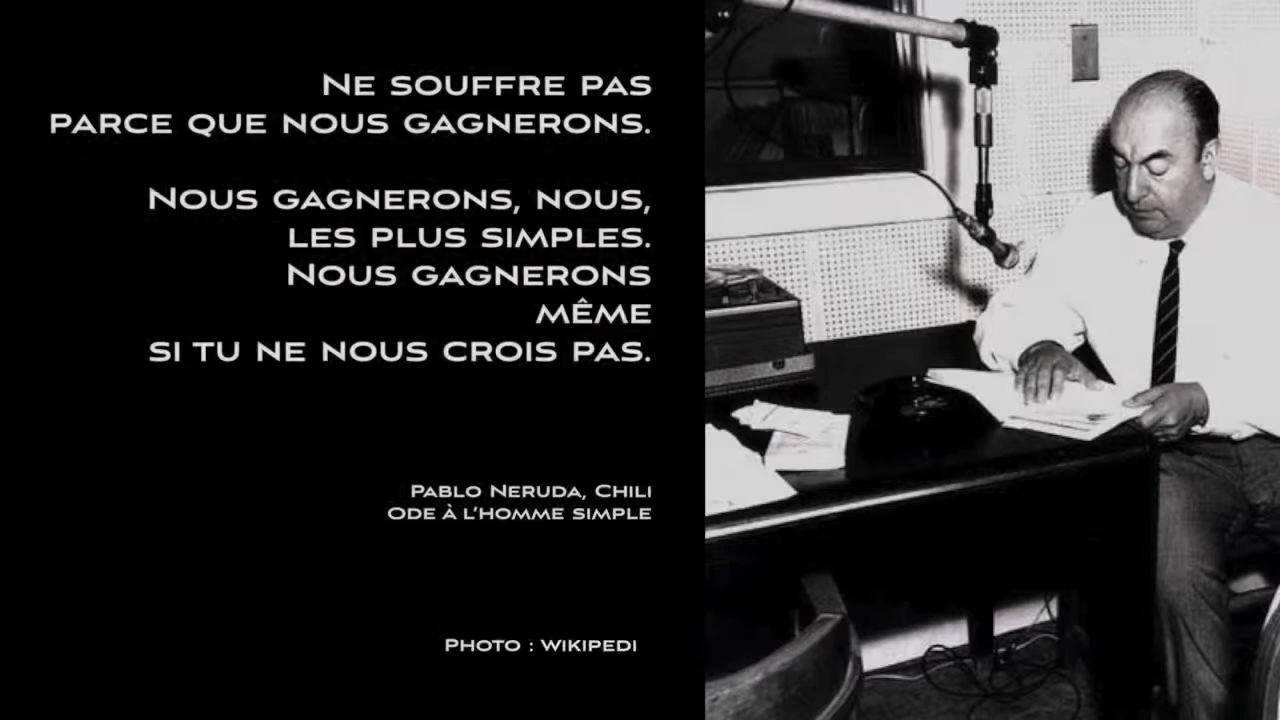 Ne souffre pas
parce que nous gagnerons.
Nous gagnerons, nous,
les plus simples.
Nous gagnerons
même
si tu ne nous crois pas.
Pablo Neruda, Chili
Ode à l'homme simple
Photo : wikipedi